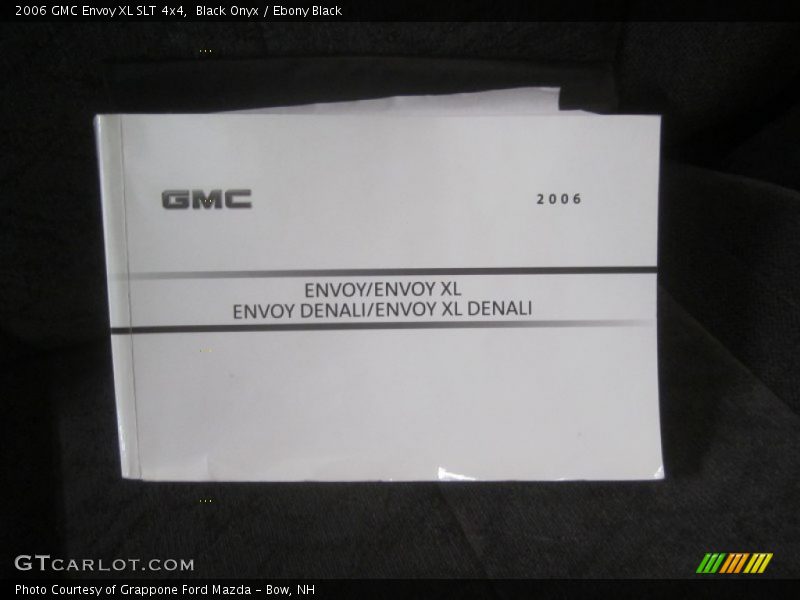 2006 GMC Envoy XL SLT 4x4,  Black Onyx / Ebony Black
GMC
2006
ENVOY/ENVOY XL
ENVOY DENALI/ENVOY XL DENALI
GTCARLOT.COM
Photo Courtesy of Grappone Ford Mazda - Bow, NH